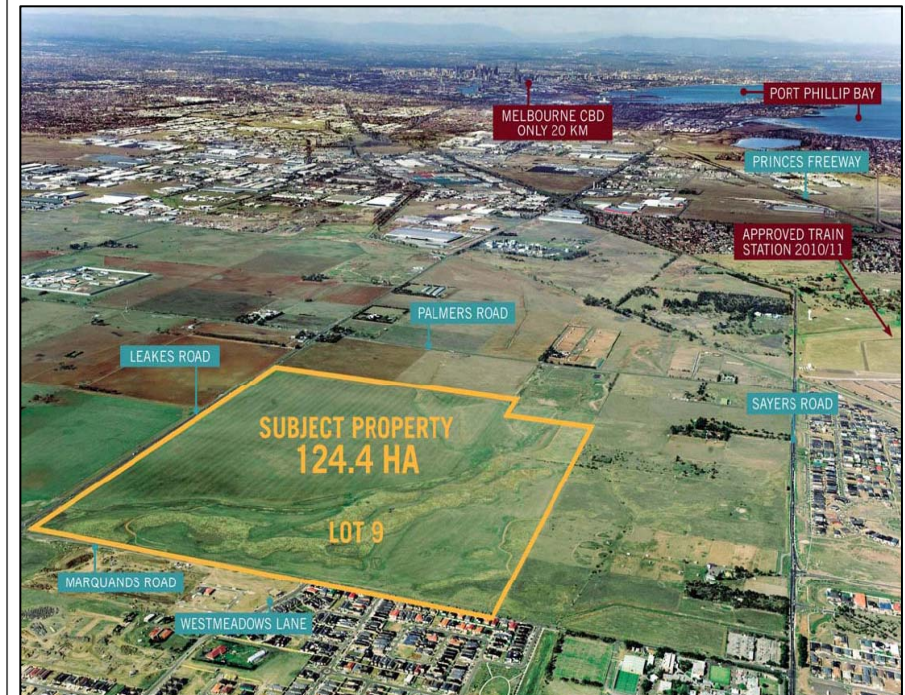 MELBOURNE CBD
ONLY 20 KM
PORT PHILLIP BAY
PRINCES FREEWAY
APPROVED TRAIN
STATION 2010/11
PALMERS ROAD
LEAKES ROAD
SAYERS ROAD
SUBJECT PROPERTY
124.4 HA
LOT 9
MARQUANDS ROAD
WESTMEADOWS LANE